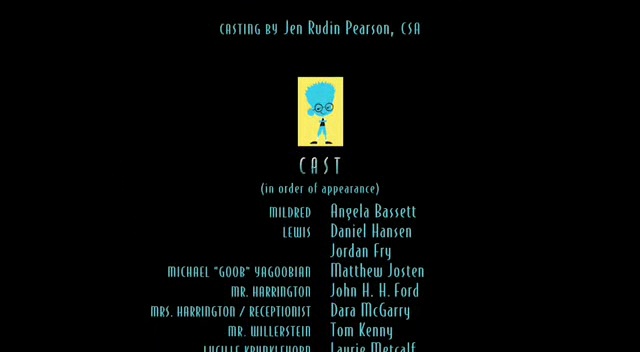 CASTING BY Jen Rudin Pearson, CSA
CAST
(in order of appearance)
MILDRED Angela Bassett
LEWIS Daniel Hansen
Jordan Fry
MICHAEL "GOOB" YAGOOBIAN Matthew Josten
MR. HARRINGTON John H. H. Ford
MRS. HARRINGTON / RECEPTIONIST Dara McGarry
MR. WILLERSTEIN Tom Kenny
LUCILLE KRUNKLEHORN Laurie Metcalf